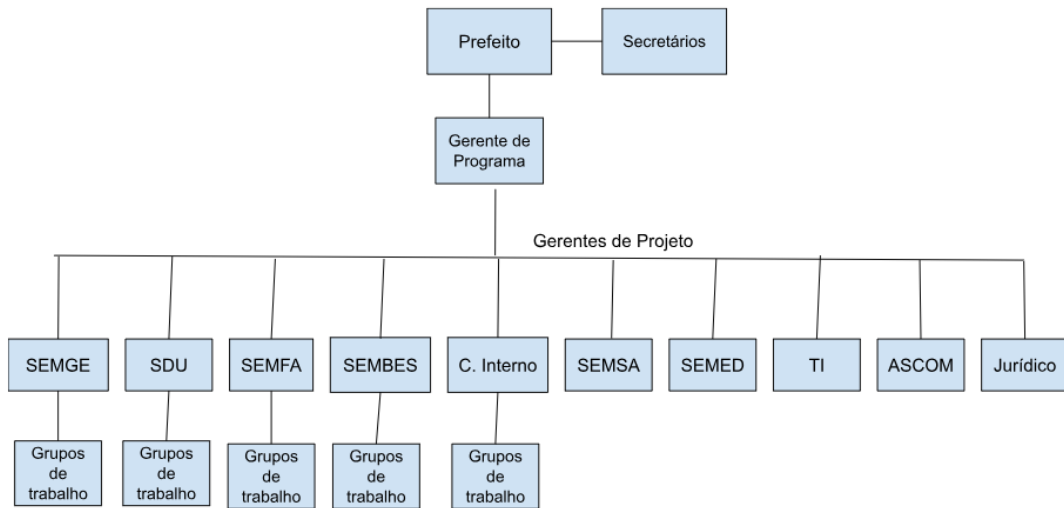 Prefeito
Secretários
Gerente de
Programa
Gerentes de Projeto
SEMGE
SDU
SEMFA
SEMBES
C. Interno
SEMSA
SEMED
TI
ASCOM
Jurídico
Grupos
de
trabalho
Grupos
de
trabalho
Grupos
de
trabalho
Grupos
de
trabalho
Grupos
de
trabalho